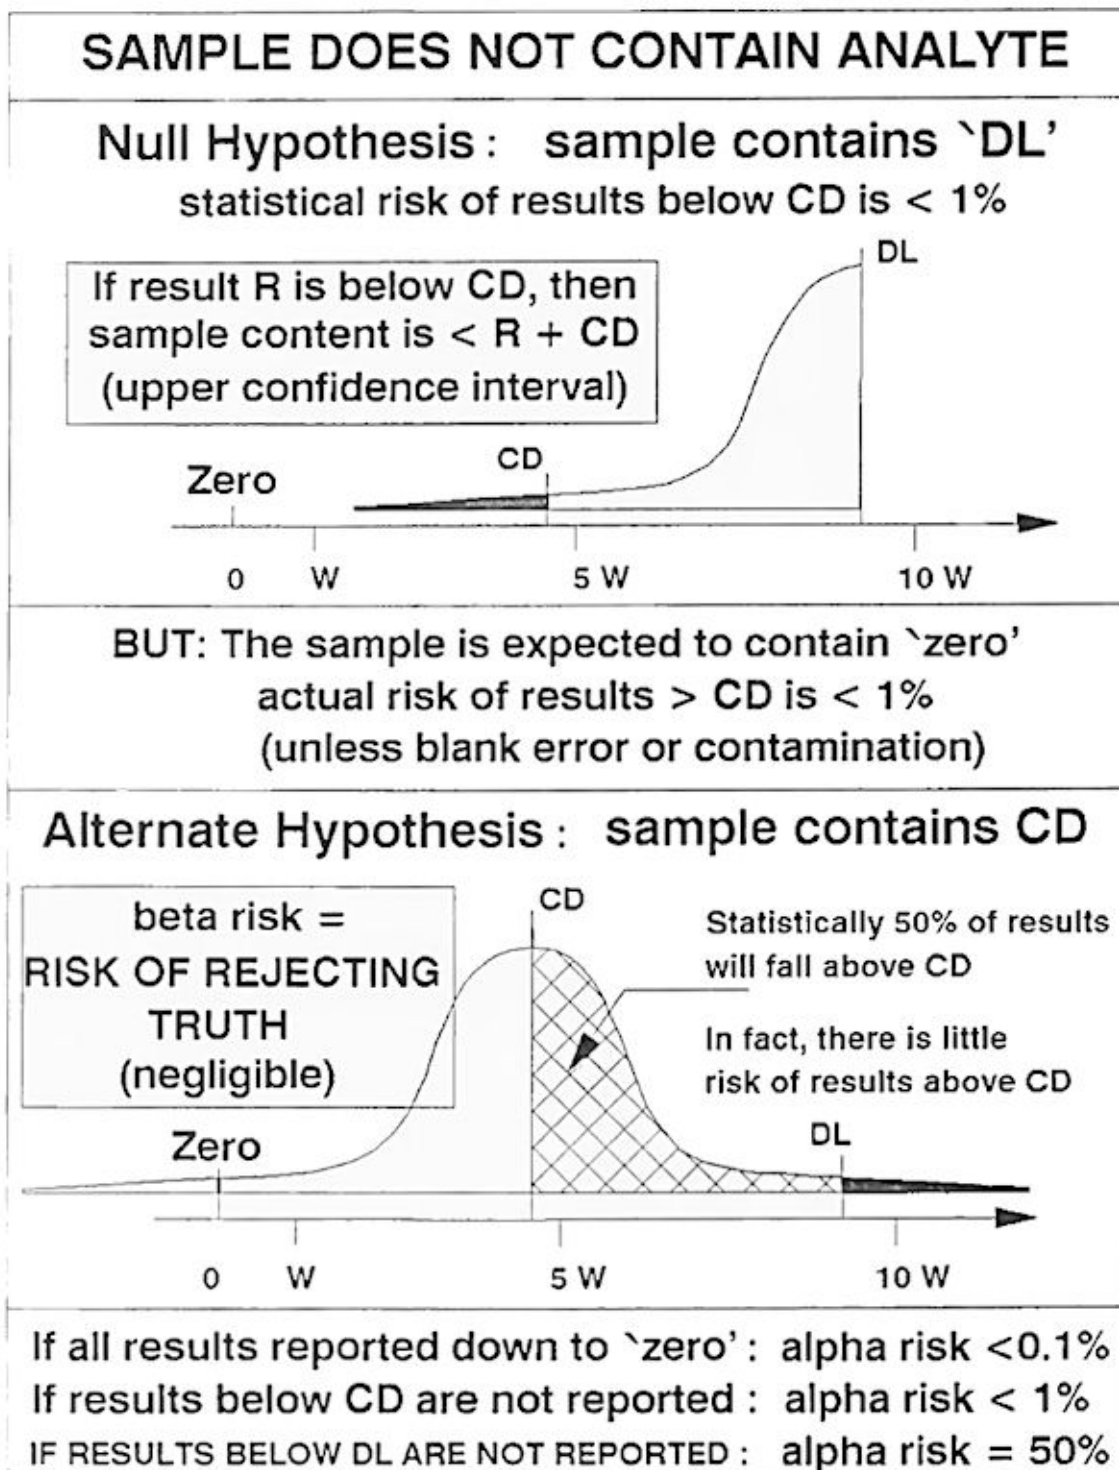 SAMPLE DOES NOT CONTAIN ANALYTE
Null Hypothesis : sample contains `DL'
statistical risk of results below CD is < 1%
If result R is below CD, then
sample content is < R + CD
(upper confidence interval)
DL
CD
Zero
0 W 5 W 10 W
BUT: The sample is expected to contain `zero'
actual risk of results > CD is < 1%
(unless blank error or contamination)
Alternate Hypothesis : sample contains CD
beta risk =
RISK OF REJECTING
TRUTH
(negligible)
CD
Statistically 50% of results
will fall above CD
In fact, there is little
risk of results above CD
Zero
DL
0 W 5 W 10 W
If all results reported down to `zero' : alpha risk <0.1%
If results below CD are not reported : alpha risk < 1%
IF RESULTS BELOW DL ARE NOT REPORTED : alpha risk = 50%